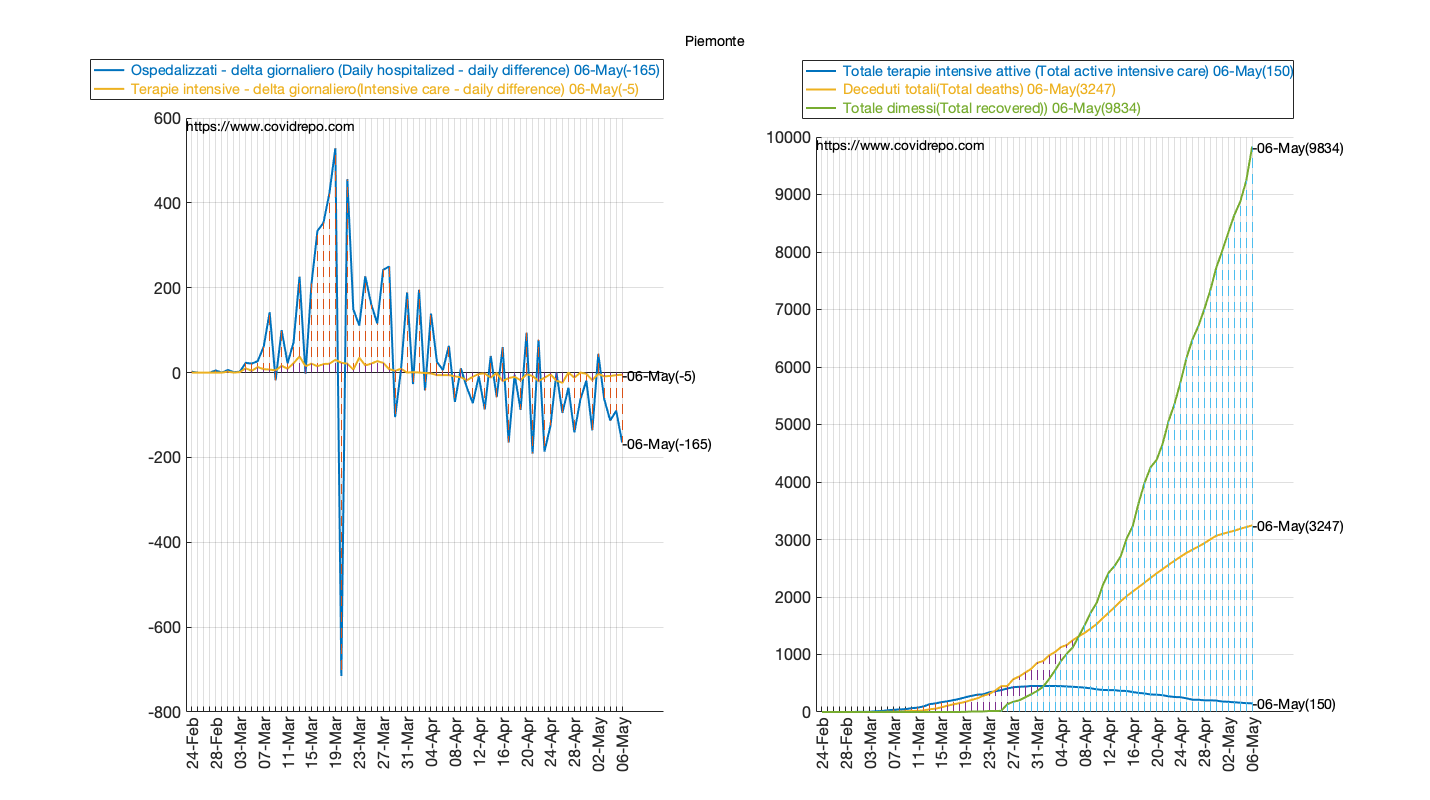 Piemonte
Ospedalizzati - delta giornaliero (Daily hospitalized - daily difference) 06-May(-165)
Terapie intensive - delta giornaliero(Intensive care - daily difference) 06-May(-5)
https://www.covidrepo.com
600
400
200
0
-200
-400
-600
-800
-06-May(-5)
-06-May(-165)
24-Feb
28-Feb
03-Mar
07-Mar
11-Mar
15-Mar
19-Mar
23-Mar
27-Mar
31-Mar
04-Apr
08-Apr
12-Apr
16-Apr
20-Apr
24-Apr
28-Apr
02-May
06-May
Totale terapie intensive attive (Total active intensive care) 06-May(150)
Deceduti totali(Total deaths) 06-May(3247)
Totale dimessi(Total recovered)) 06-May(9834)
https://www.covidrepo.com
10000
9000
8000
7000
6000
5000
4000
3000
2000
1000
0
-06-May(9834)
-06-May(3247)
-06-May(150)
24-Feb
28-Feb
03-Mar
07-Mar
11-Mar
15-Mar
19-Mar
23-Mar
27-Mar
31-Mar
04-Apr
08-Apr
12-Apr
16-Apr
20-Apr
24-Apr
28-Apr
02-May
06-May